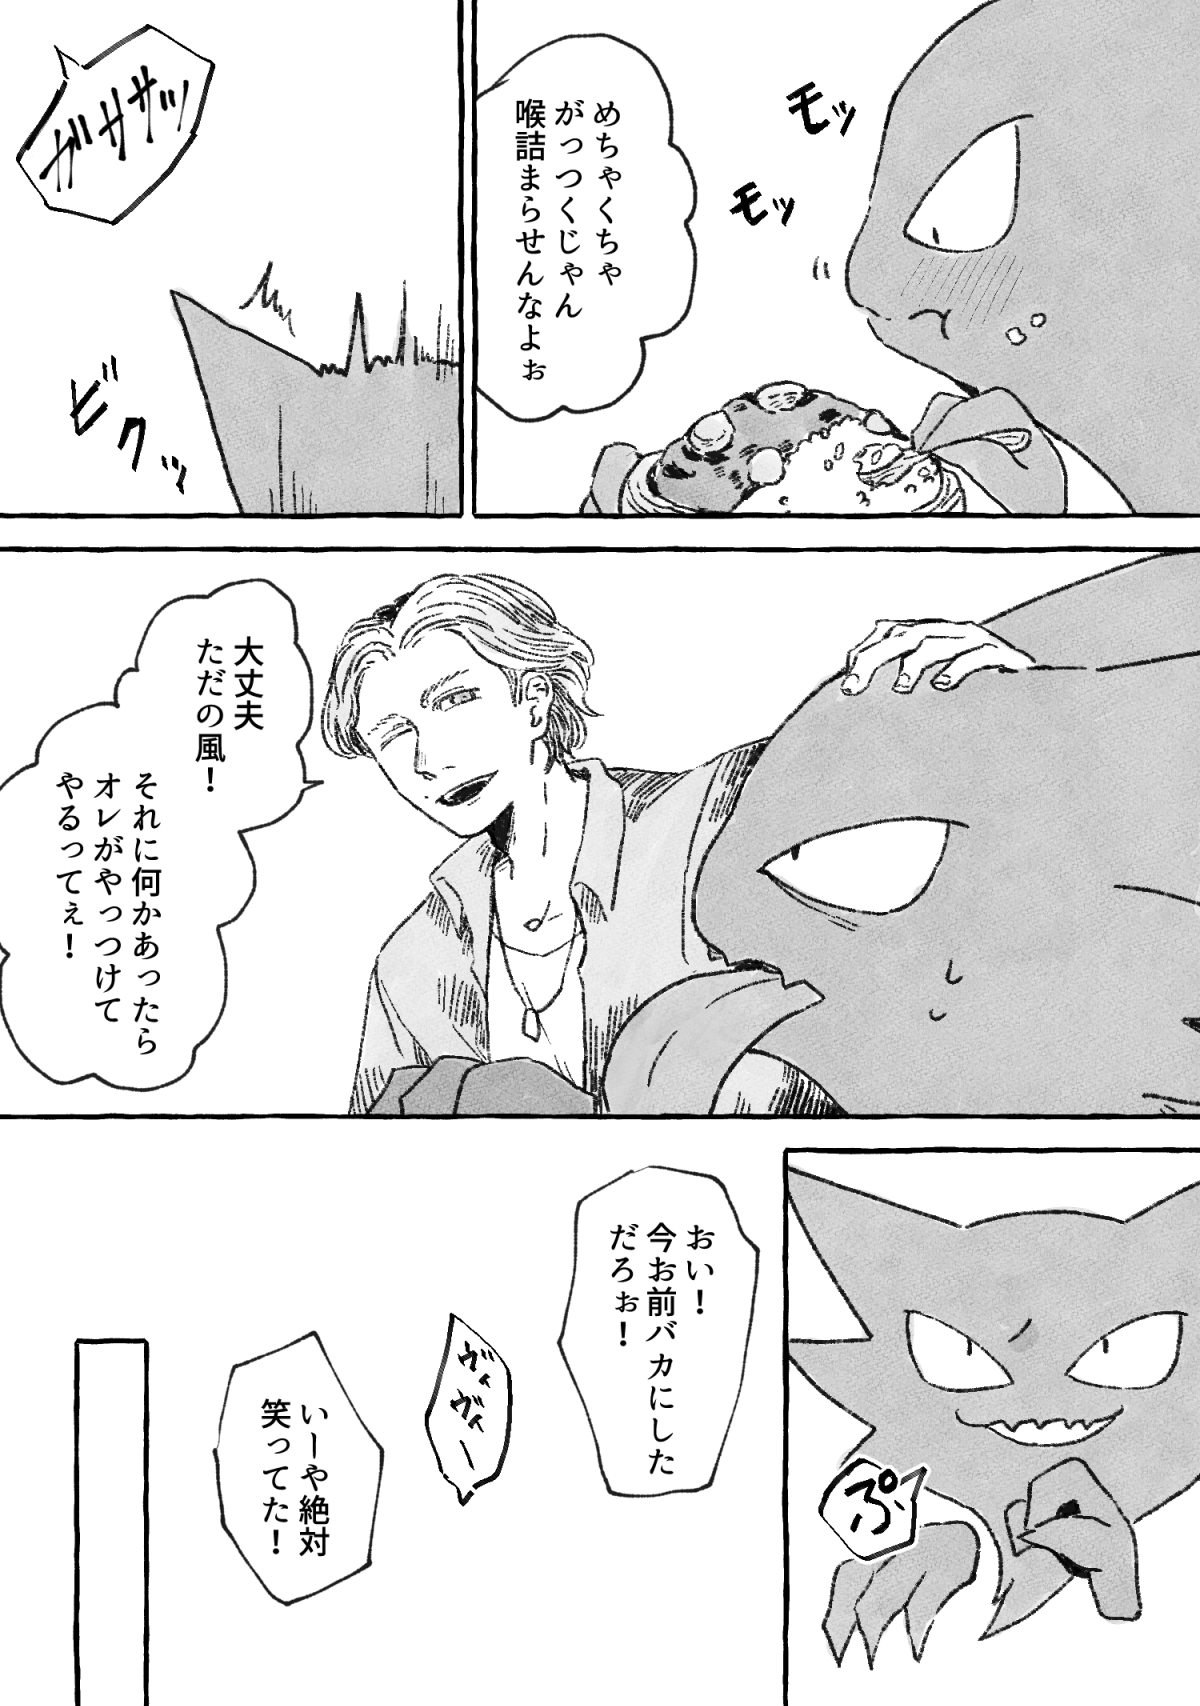 モッ
モッ
めちゃくちゃ
がっつくじゃん
喉詰まらせんなよぉ
ガササッ
ビクッ
大丈夫
ただの風！
それに何かあったら
オレがやっつけて
やるってぇ！
ぷ
おい！
今お前バカにした
だろぉ！
ヴィヴィー
いーや絶対
笑ってた！